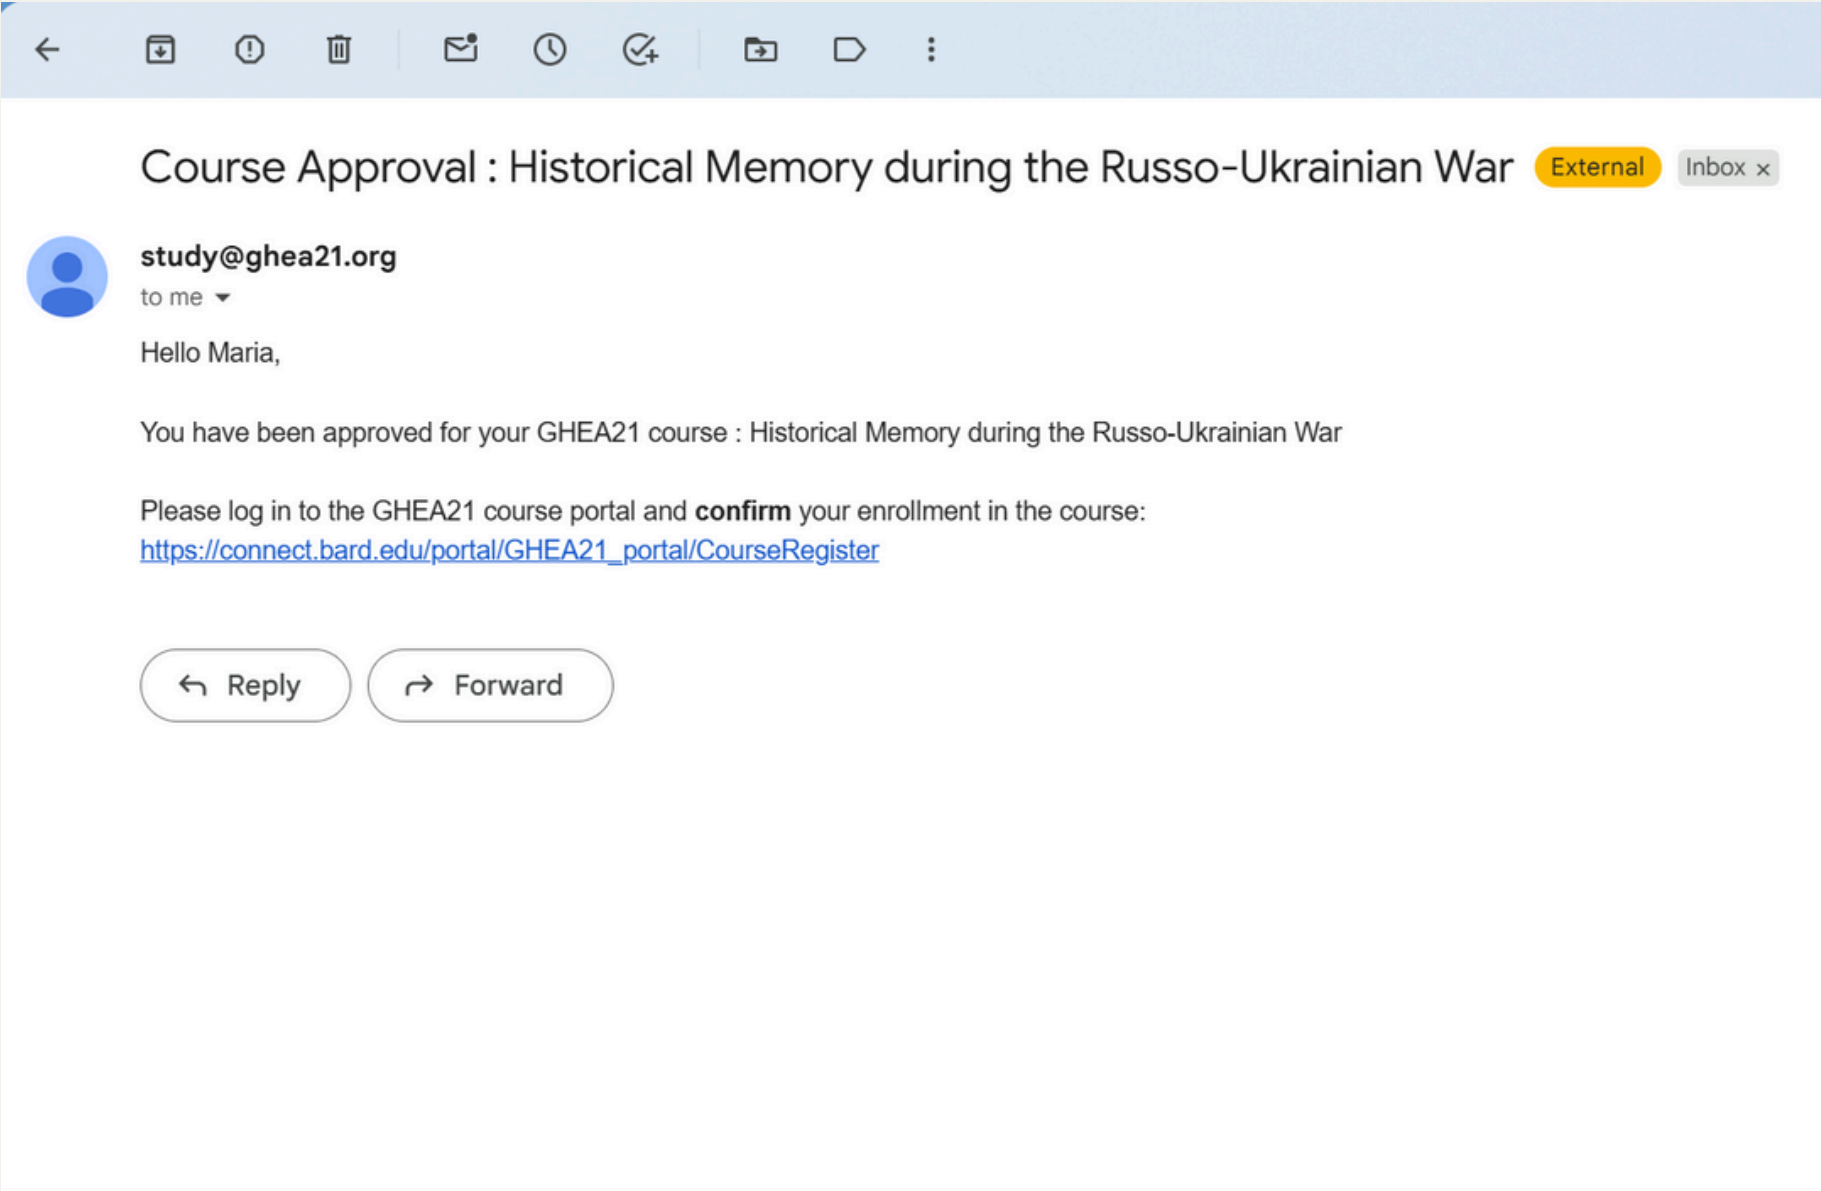 Course Approval : Historical Memory during the Russo-Ukrainian War External Inbox x
study@ghea21.org
to me
Hello Maria,
You have been approved for your GHEA21 course : Historical Memory during the Russo-Ukrainian War
Please log in to the GHEA21 course portal and confirm your enrollment in the course:
https://connect.bard.edu/portal/GHEA21_portal/CourseRegister
Reply Forward